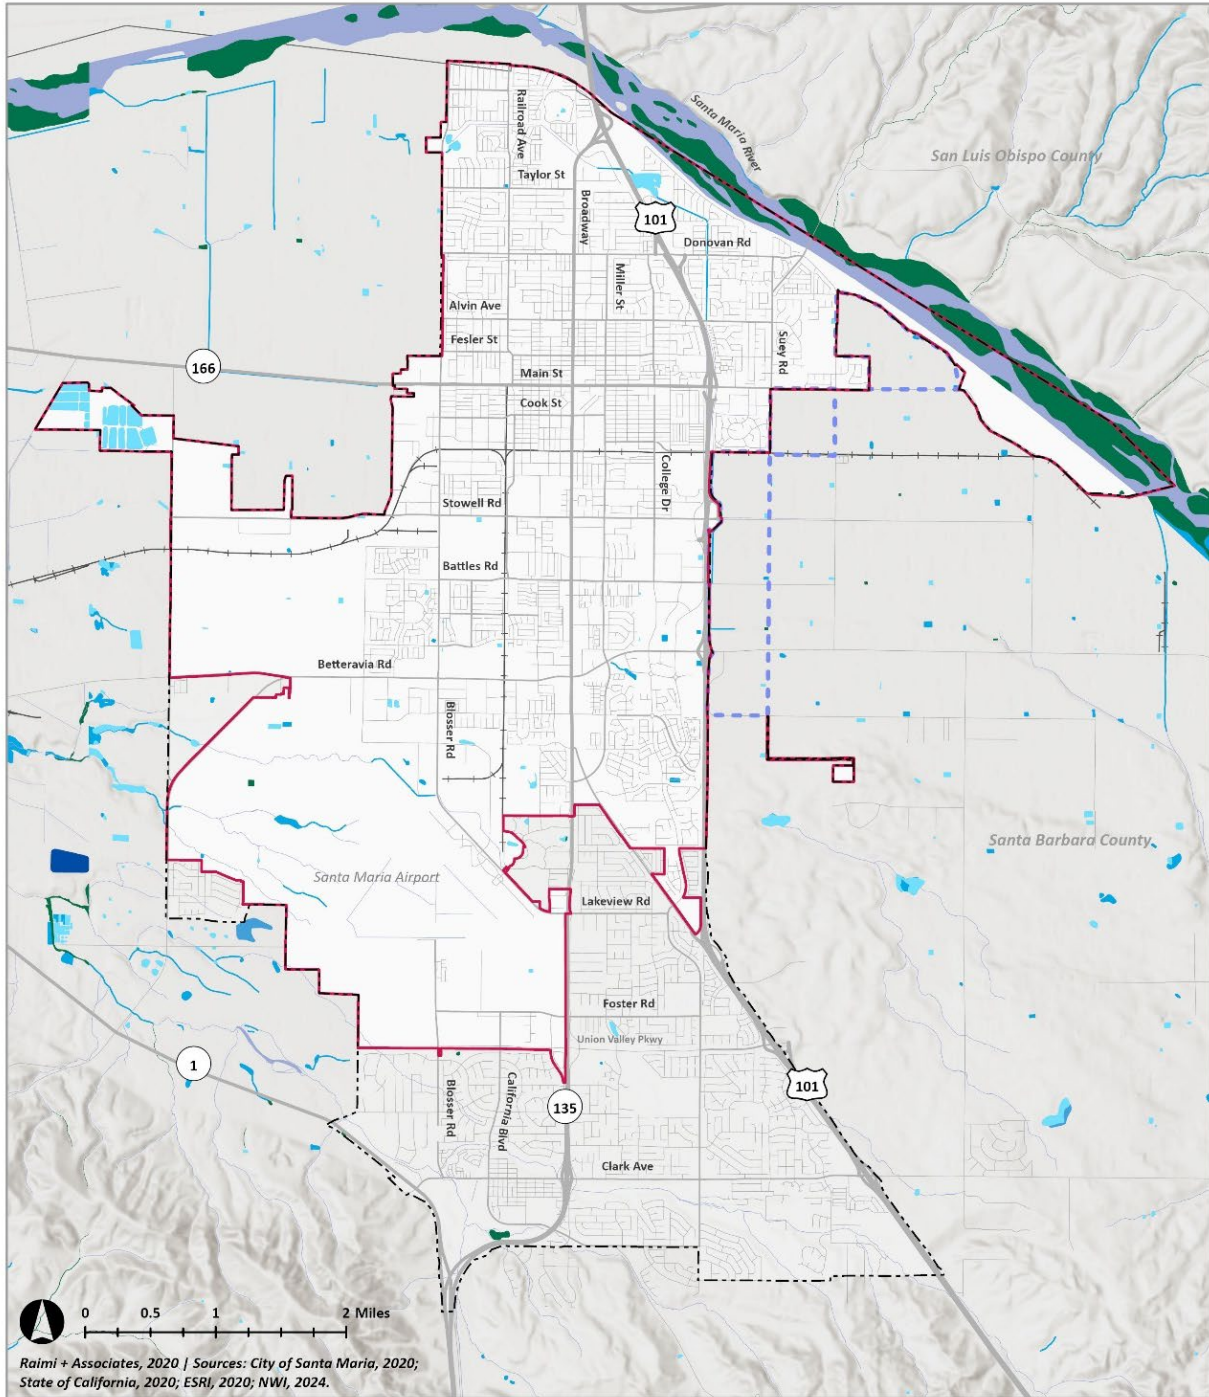 Railroad Ave
Santa Maria River
San Luis Obispo County
Taylor St
Broadway
101
Donovan Rd
Miller St
Alvin Ave
Suey Rd
Fesler St
166
Main St
Cook St
College Dr
Stowell Rd
Battles Rd
Betteravia Rd
Blosser Rd
Santa Barbara County
Santa Maria Airport
Lakeview Rd
Foster Rd
Union Valley Pkwy
1
101
Blosser Rd
California Blvd
135
Clark Ave
0 0.5 1 2 Miles
Raimi + Associates, 2020 | Sources: City of Santa Maria, 2020;
State of California, 2020; ESRI, 2020; NWI, 2024.